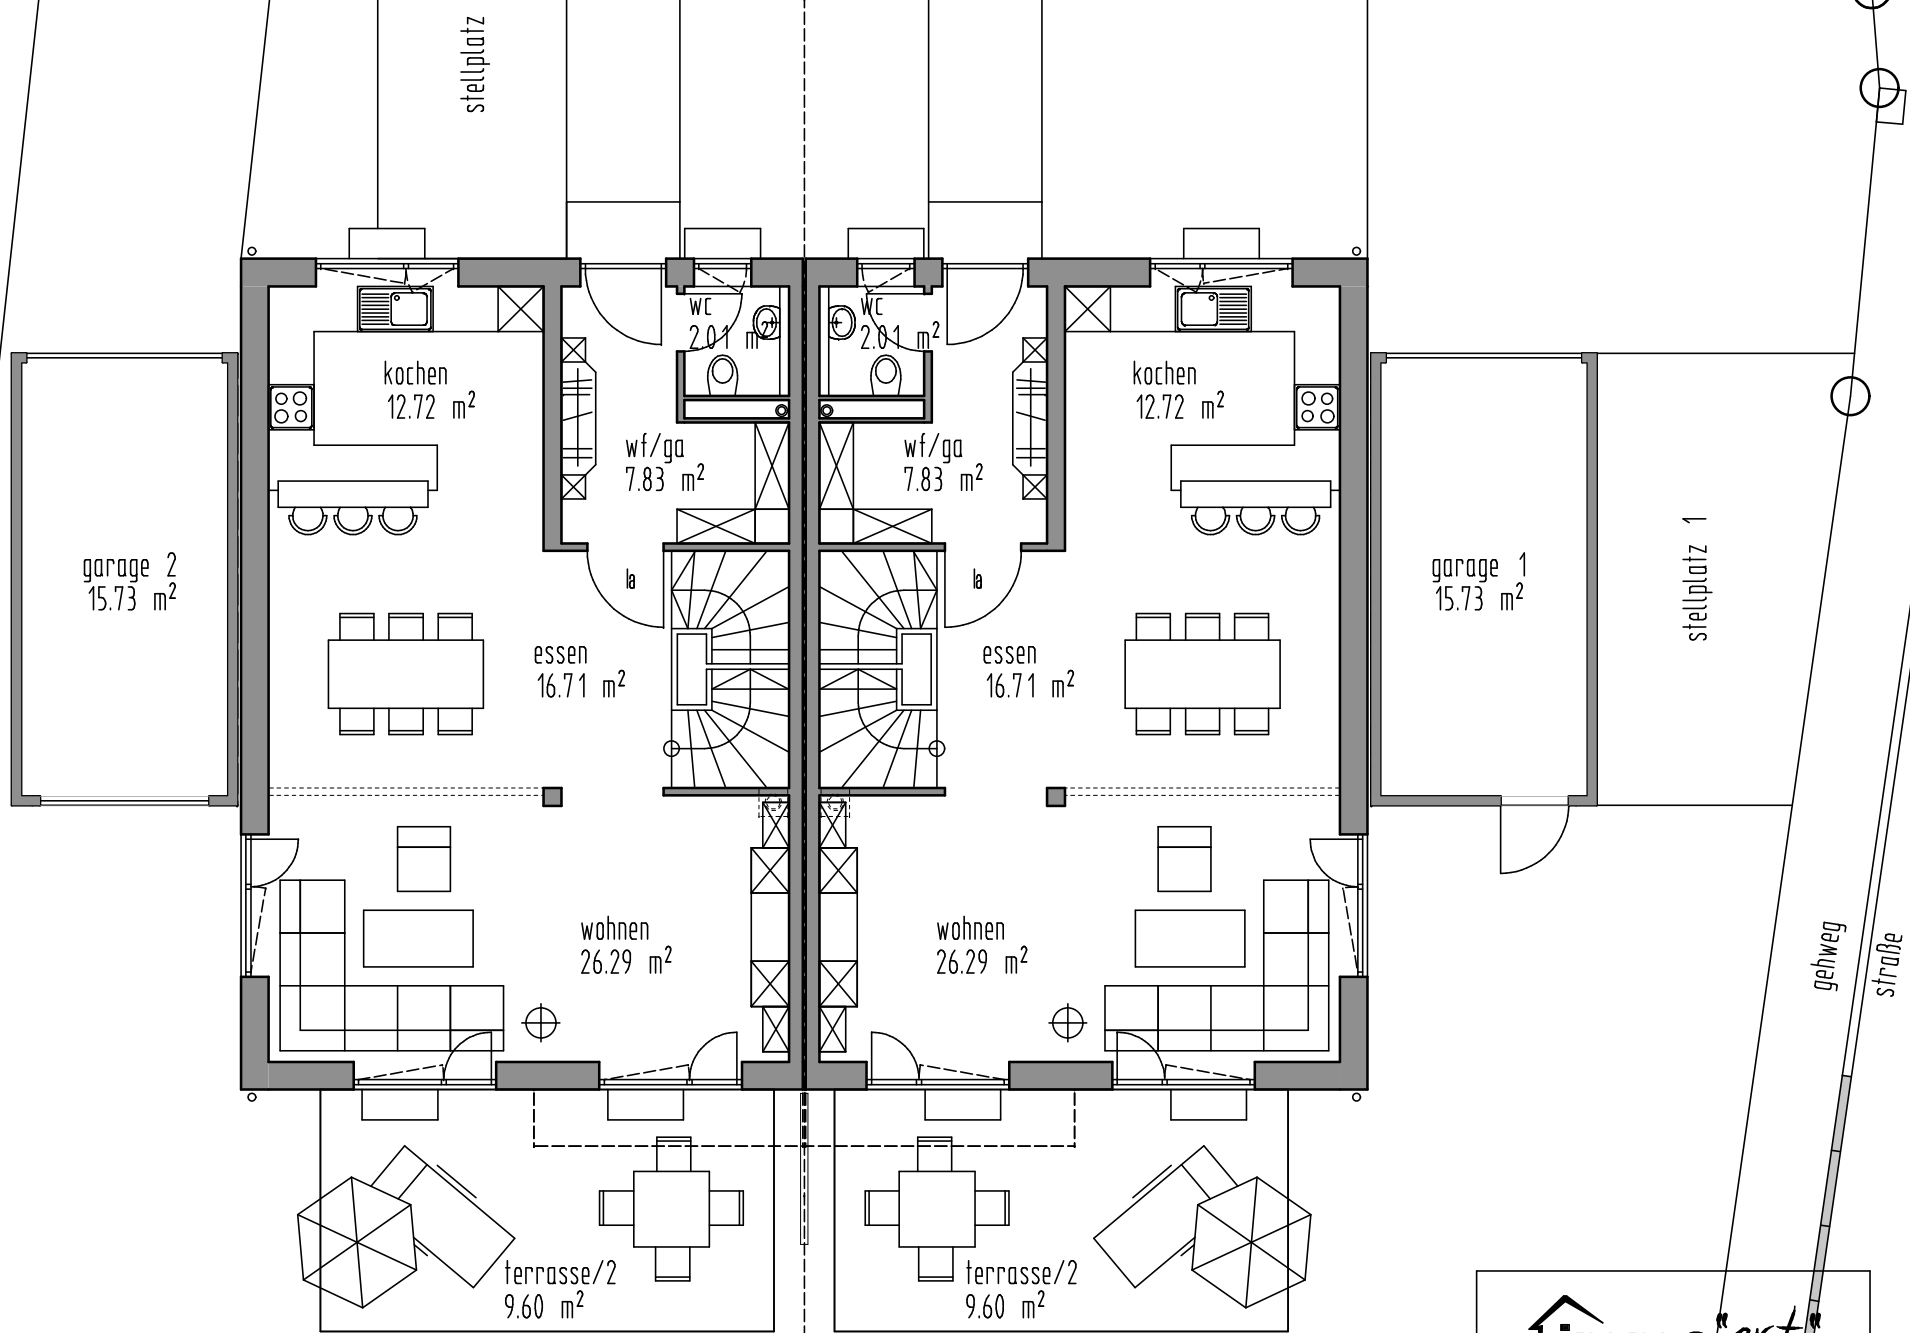 stellplatz
wc
2.01 m²
wc
2.01 m²
kochen
12.72 m²
kochen
12.72 m²
wf/ga
7.83 m²
wf/ga
7.83 m²
garage 2
15.73 m²
la
la
garage 1
15.73 m²
stellplatz 1
essen
16.71 m²
essen
16.71 m²
wohnen
26.29 m²
wohnen
26.29 m²
gehweg
straße
terrasse/2
9.60 m²
terrasse/2
9.60 m²